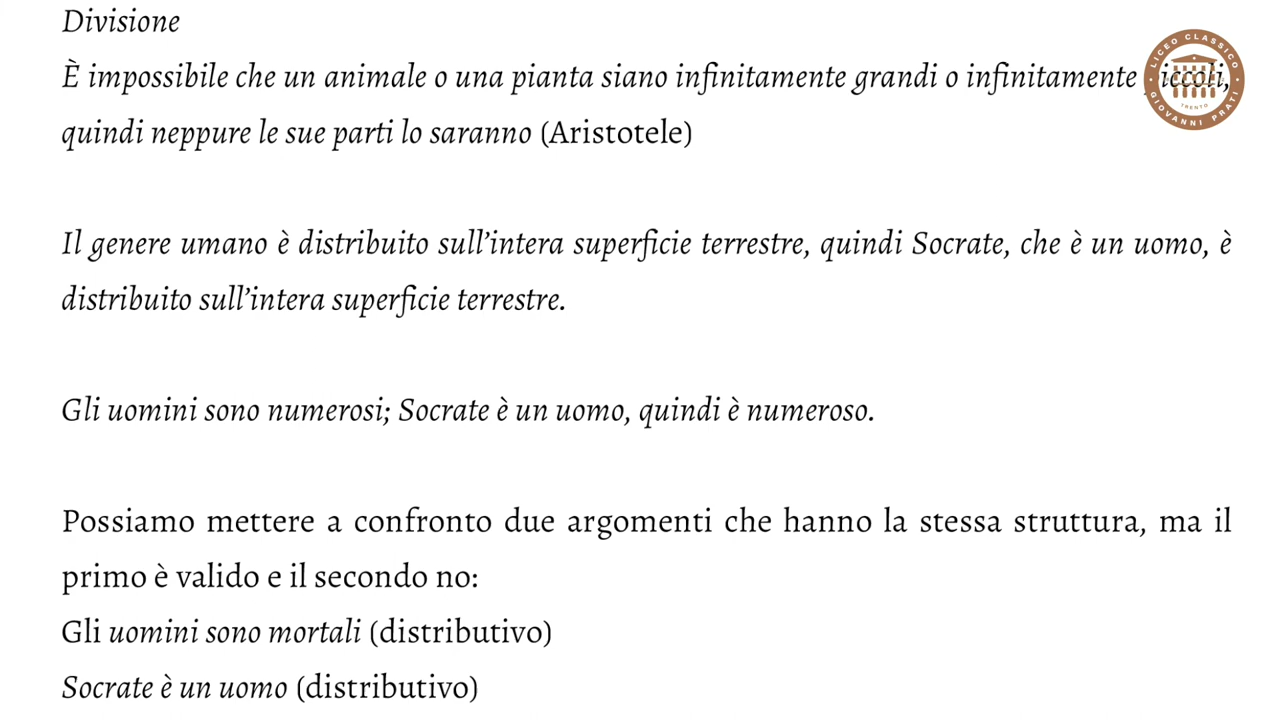 Divisione
È impossibile che un animale o una pianta siano infinitamente grandi o infinitamente piccoli,
quindi neppure le sue parti lo saranno (Aristotele)
Il genere umano è distribuito sull’intera superficie terrestre, quindi Socrate, che è un uomo, è
distribuito sull’intera superficie terrestre.
Gli uomini sono numerosi; Socrate è un uomo, quindi è numeroso.
Possiamo mettere a confronto due argomenti che hanno la stessa struttura, ma il
primo è valido e il secondo no:
Gli uomini sono mortali (distributivo)
Socrate è un uomo (distributivo)
LICEO CLASSICO
TRENTO
GIOVANNI PRATI